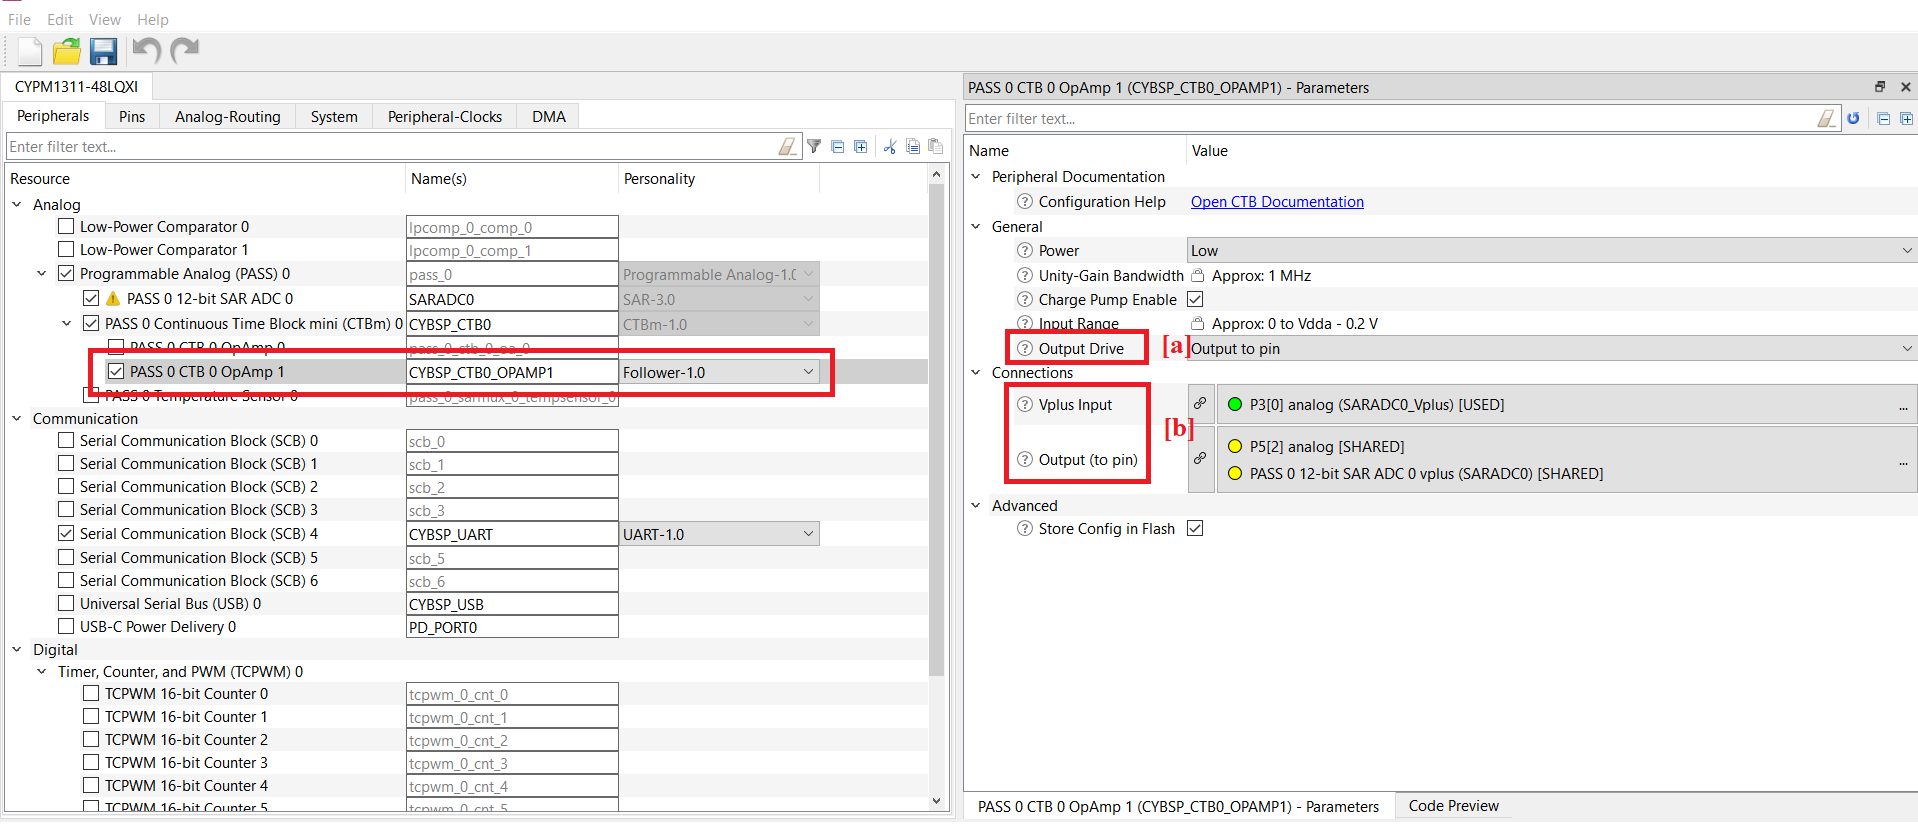 File Edit View Help
CYPM1311-48LQXI
Peripherals Pins Analog-Routing System Peripheral-Clocks DMA
Enter filter text...
Resource Name(s) Personality
Analog
Low-Power Comparator 0 lpcomp_0_comp_0
Low-Power Comparator 1 lpcomp_0_comp_1
Programmable Analog (PASS) 0 pass_0 Programmable Analog-1.0
PASS 0 12-bit SAR ADC 0 SARADC0 SAR-3.0
PASS 0 Continuous Time Block mini (CTBm) 0 CYBSP_CTB0 CTBm-1.0
PASS 0 CTB 0 OpAmp 0 pass_0_ctb_0_oa_0
PASS 0 CTB 0 OpAmp 1 CYBSP_CTB0_OPAMP1 Follower-1.0
PASS 0 Temperature Sensor 0 pass_0_sarmux_0_tempsensor_0
Communication
Serial Communication Block (SCB) 0 scb_0
Serial Communication Block (SCB) 1 scb_1
Serial Communication Block (SCB) 2 scb_2
Serial Communication Block (SCB) 3 scb_3
Serial Communication Block (SCB) 4 CYBSP_UART UART-1.0
Serial Communication Block (SCB) 5 scb_5
Serial Communication Block (SCB) 6 scb_6
Universal Serial Bus (USB) 0 CYBSP_USB
USB-C Power Delivery 0 PD_PORT0
Digital
Timer, Counter, and PWM (TCPWM) 0
TCPWM 16-bit Counter 0 tcpwm_0_cnt_0
TCPWM 16-bit Counter 1 tcpwm_0_cnt_1
TCPWM 16-bit Counter 2 tcpwm_0_cnt_2
TCPWM 16-bit Counter 3 tcpwm_0_cnt_3
TCPWM 16-bit Counter 4 tcpwm_0_cnt_4
TCPWM 16-bit Counter 5 tcpwm_0_cnt_5
PASS 0 CTB 0 OpAmp 1 (CYBSP_CTB0_OPAMP1) - Parameters
Enter filter text...
Name Value
Peripheral Documentation
Configuration Help Open CTB Documentation
General
Power Low
Unity-Gain Bandwidth Approx: 1 MHz
Charge Pump Enable
Input Range Approx: 0 to Vdda - 0.2 V
Output Drive [a] Output to pin
Connections
Vplus Input P3[0] analog (SARADC0_Vplus) [USED] ...
[b]
P5[2] analog [SHARED]
Output (to pin) ...
PASS 0 12-bit SAR ADC 0 vplus (SARADC0) [SHARED]
Advanced
Store Config in Flash
PASS 0 CTB 0 OpAmp 1 (CYBSP_CTB0_OPAMP1) - Parameters Code Preview